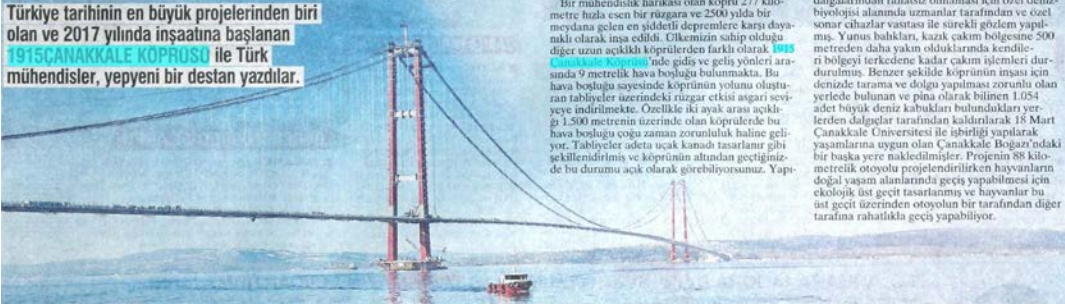 Türkiye tarihinin en büyük projelerinden biri
olan ve 2017 yılında inşaatına başlanan
1915ÇANAKKALE KÖPRÜSÜ ile Türk
mühendisler, yepyeni bir destan yazdılar.
Bir mühendislik harikası olan köprü 277 kilo-
metre hızla esen bir rüzgara ve 2500 yılda bir
meydana gelen en şiddetli depremlere karşı daya-
naklı olarak inşa edildi. Ülkemizin sahip olduğu
diğer uzun açıklıklı köprülerden farklı olarak 1915
Çanakkale Köprüsü'nde gidiş ve geliş yönleri ara-
sında 9 metrelik hava boşluğu bulunmakta. Bu
hava boşluğu sayesinde köprünün yolunu oluştu-
ran tabliyeler üzerindeki rüzgar etkisi asgari sevi-
yeye indirilmekte. Özellikle iki ayak arası açıklı-
ğı 1.500 metrenin üzerinde olan köprülerde bu
hava boşluğu çoğu zaman zorunluluk haline geli-
yor. Tabliyeler adeta uçak kanadı tasarlanır gibi
şekillenidirilmiş ve köprünün altından geçtiğiniz-
de bu durumu açık olarak görebiliyorsunuz. Yapı-
dalgalarından rahatsız olmaması için özel deniz-
biyolojisi alanında uzmanlar tarafından ve özel
sonar cihazlar vasıtası ile sürekli gözlem yapıl-
mış. Yunus balıkları, kazık çakım bölgesine 500
metreden daha yakın olduklarında kendile-
ri bölgeyi terkedene kadar çakım işlemleri dur-
durulmuş. Benzer şekilde köprünün inşası için
denizde tarama ve dolgu yapılması zorunlu olan
yerlede bulunan ve pina olarak bilinen 1.054
adet büyük deniz kabukları bulundukları yer-
lerden dalgıçlar tarafından kaldırılarak 18 Mart
Çanakkale Üniversitesi ile işbirliği yapılarak
yaşamlarına uygun olan Çanakkale Boğazı'ndaki
bir başka yere nakledilmişler. Projenin 88 kilo-
metrelik otoyolu projelendirilirken hayvanların
doğal yaşam alanlarında geçiş yapabilmesi için
ekolojik üst geçit tasarlanmış ve hayvanlar bu
üst geçit üzerinden otoyolun bir tarafından diğer
tarafına rahatlıkla geçiş yapabiliyor.